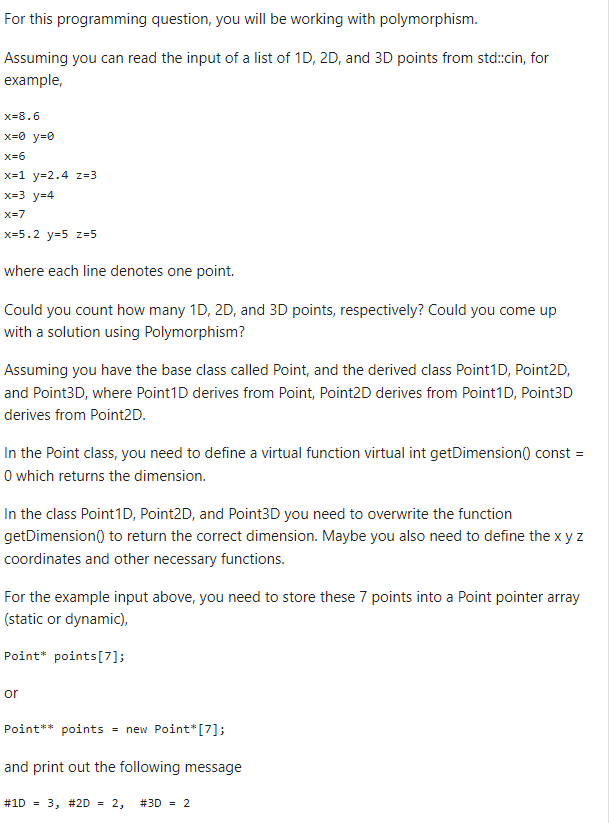 For this programming question, you will be working with polymorphism.
Assuming you can read the input of a list of 1D, 2D, and 3D points from std::cin, for
example,
x=8.6
x=0 y=0
x=6
x=1 y=2.4 z=3
x=3 y=4
x=7
x=5.2 y=5 z=5
where each line denotes one point.
Could you count how many 1D, 2D, and 3D points, respectively? Could you come up
with a solution using Polymorphism?
Assuming you have the base class called Point, and the derived class Point1D, Point2D,
and Point3D, where Point1D derives from Point, Point2D derives from Point1D, Point3D
derives from Point2D.
In the Point class, you need to define a virtual function virtual int getDimension() const =
0 which returns the dimension.
In the class Point1D, Point2D, and Point3D you need to overwrite the function
getDimension() to return the correct dimension. Maybe you also need to define the x y z
coordinates and other necessary functions.
For the example input above, you need to store these 7 points into a Point pointer array
(static or dynamic),
Point* points[7];
or
Point** points = new Point*[7];
and print out the following message
#1D = 3, #2D = 2,  #3D = 2